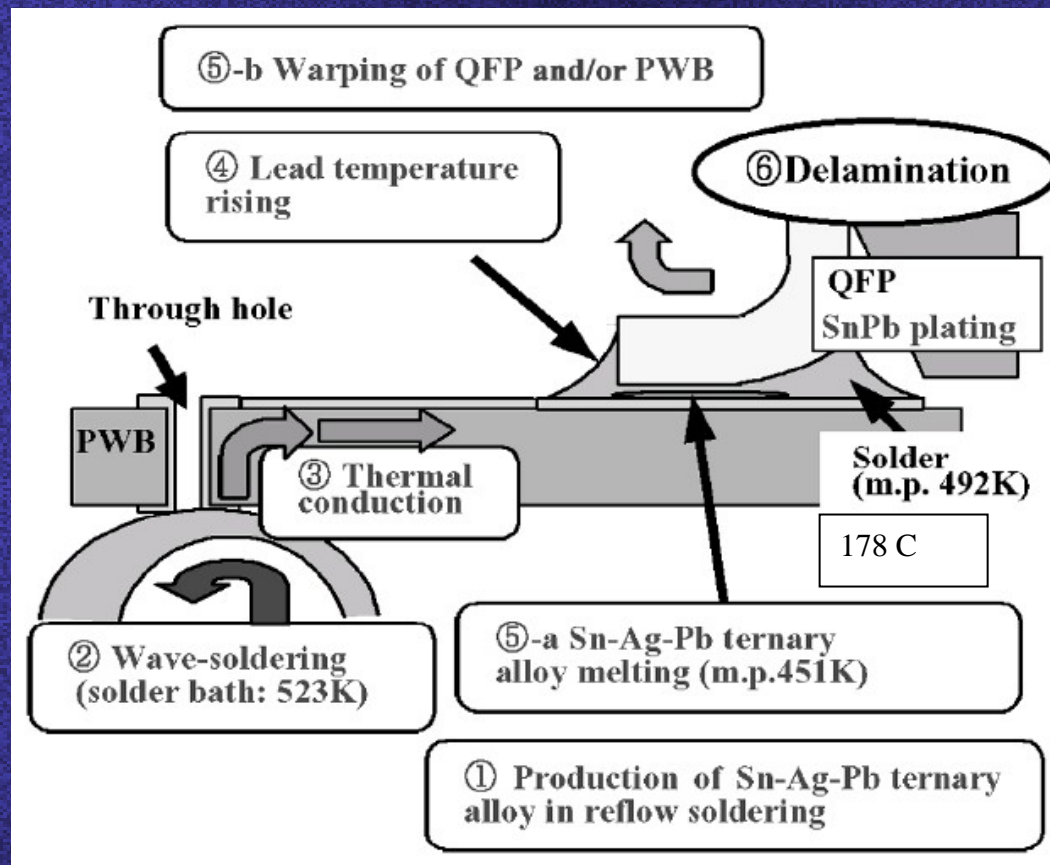 ⑤-b Warping of QFP and/or PWB
④ Lead temperature
rising
⑥Delamination
Through hole
QFP
SnPb plating
PWB
③ Thermal
conduction
Solder
(m.p. 492K)
178 C
② Wave-soldering
(solder bath: 523K)
⑤-a Sn-Ag-Pb ternary
alloy melting (m.p.451K)
① Production of Sn-Ag-Pb ternary
alloy in reflow soldering